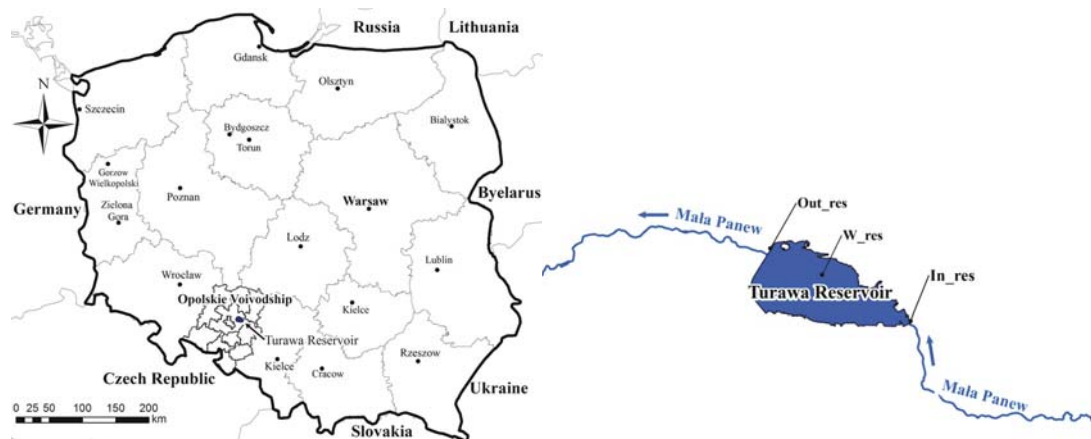 Russia
Lithuania
Gdansk
N
Olsztyn
Szczecin
Bydgoszcz
Torun
Bialystok
Gorzow
Wielkopolski
Poznan
Warsaw
Byelarus
Germany
Zielona
Gora
Lodz
Lublin
Wroclaw
Opolskie Voivodship
Kielce
Turawa Reservoir
Kielce
Cracow
Rzeszow
Czech Republic
Ukraine
0 25 50 100 150 200
km
Slovakia
Out_res
Mała Panew
W_res
In_res
Turawa Reservoir
Mała Panew